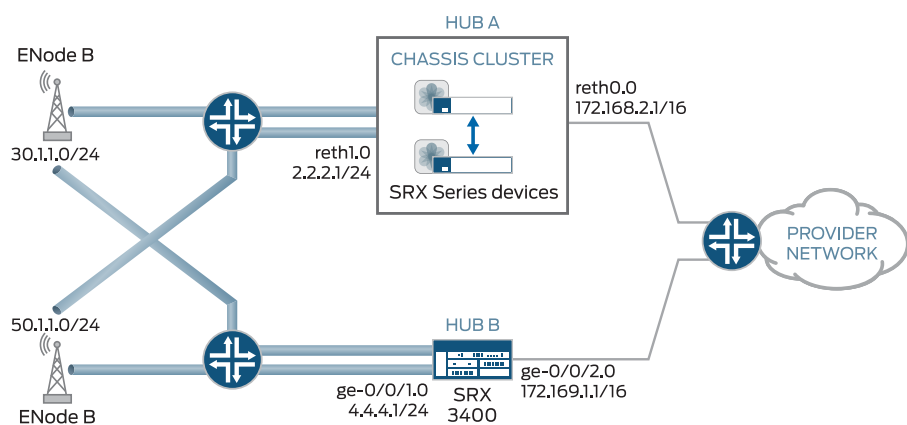 HUB A
CHASSIS CLUSTER
ENode B
30.1.1.0/24
reth1.0
2.2.2.1/24
SRX Series devices
reth0.0
172.168.2.1/16
PROVIDER
NETWORK
50.1.1.0/24
ENode B
HUB B
ge-0/0/1.0
4.4.4.1/24
SRX
3400
ge-0/0/2.0
172.169.1.1/16